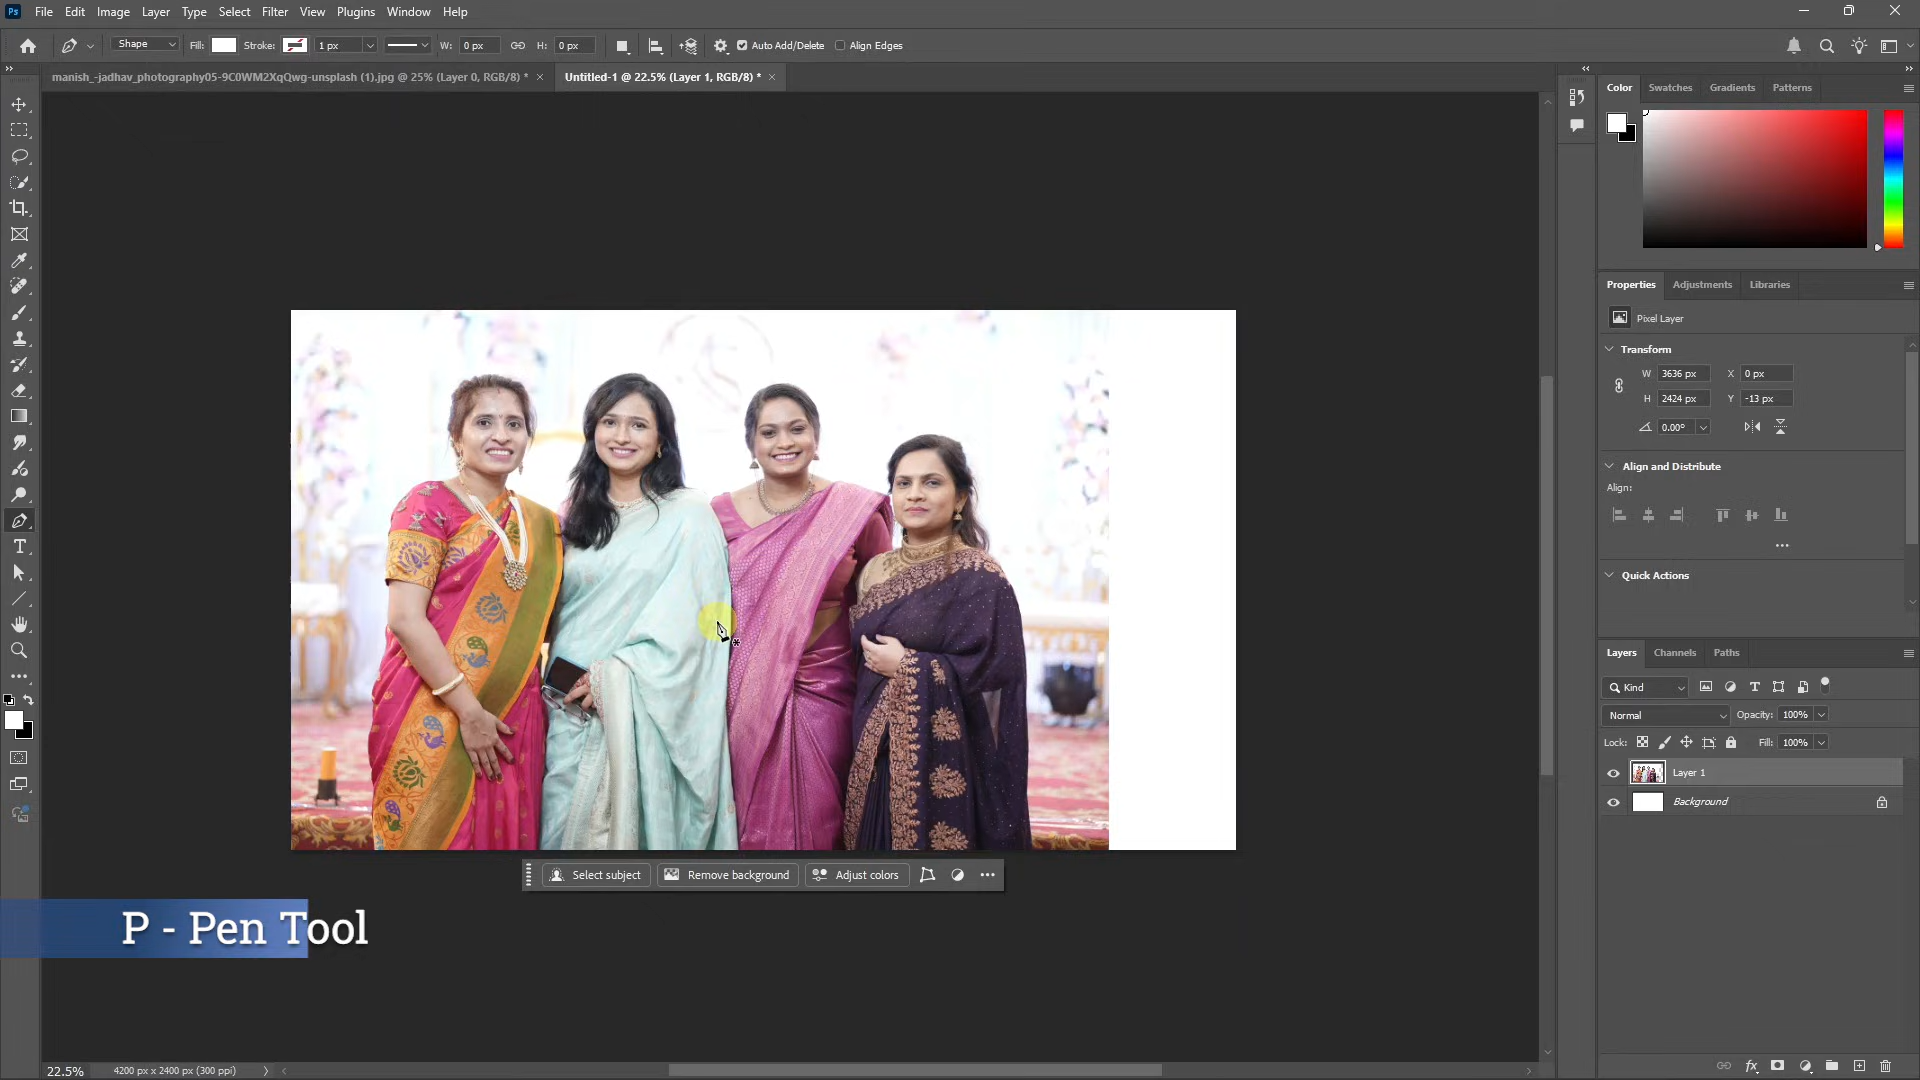 Ps File Edit Image Layer Type Select Filter View Plugins Window Help
Shape Fill: Stroke: 1 px W: 0 px H: 0 px Auto Add/Delete Align Edges
manish_-jadhav_photography05-9C0WM2XqQwg-unsplash (1).jpg @ 25% (Layer 0, RGB/8) * × Untitled-1 @ 22.5% (Layer 1, RGB/8) * ×
Color Swatches Gradients Patterns
Properties Adjustments Libraries
Pixel Layer
Transform
W 3636 px X 0 px
H 2424 px Y -13 px
0.00°
Align and Distribute
Align:
Quick Actions
Layers Channels Paths
Kind
Normal Opacity: 100%
Lock: Fill: 100%
Layer 1
Background
Select subject Remove background Adjust colors
P - Pen Tool
22.5% 4200 px x 2400 px (300 ppi)